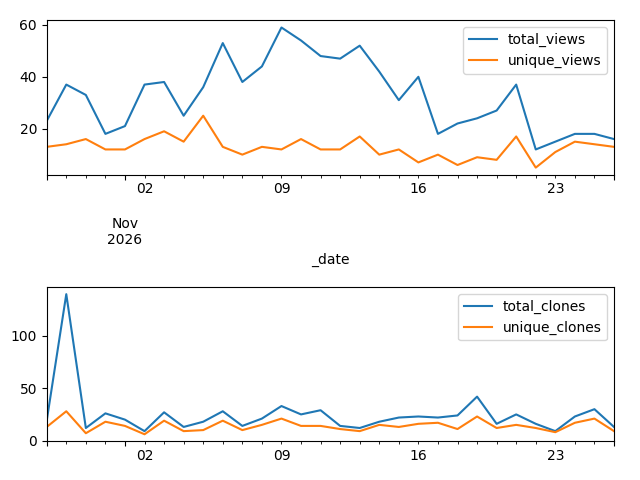 60
40
20
total_views
unique_views
02
09
16
23
Nov
2026
_date
100
50
0
total_clones
unique_clones
02
09
16
23